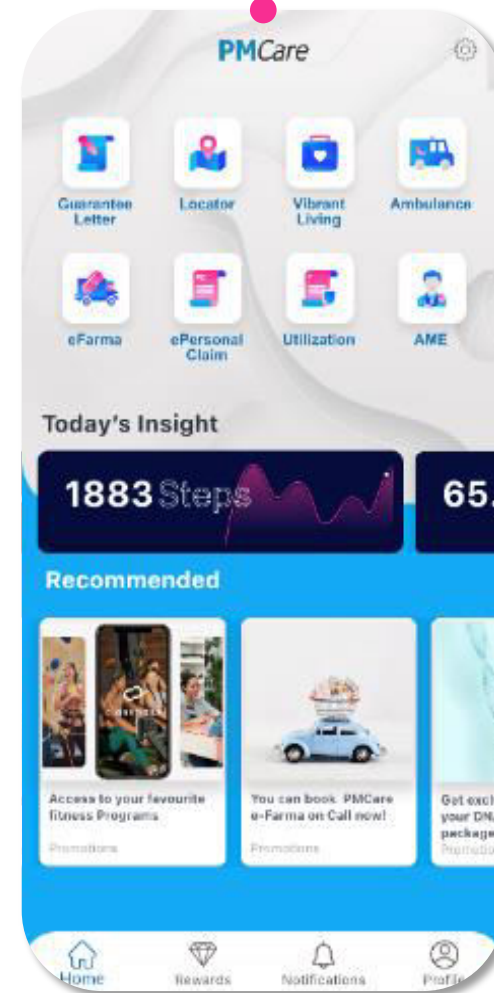 PMCare
Guarantee
Letter
Locator
Vibrant
Living
Ambulance
eFarma
ePersonal
Claim
Utilization
AME
Today's Insight
1883 Steps
65.
Recommended
Access to your favourite
fitness Programs
Promotions
You can book PMCare
e-Farma on Call now!
Promotions
Get
your DNA
package
Home
Rewards
Notifications
Profile